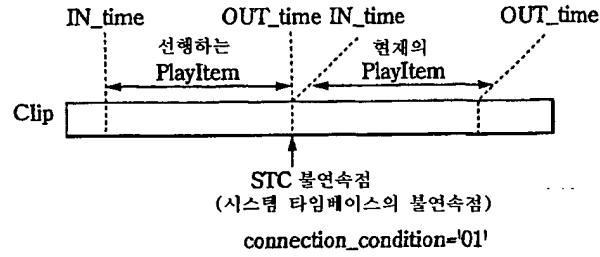 IN_time OUT_time IN_time OUT_time
선행하는 현재의
PlayItem PlayItem
Clip
STC 불연속점
(시스템 타임베이스의 불연속점)
connection_condition='01'